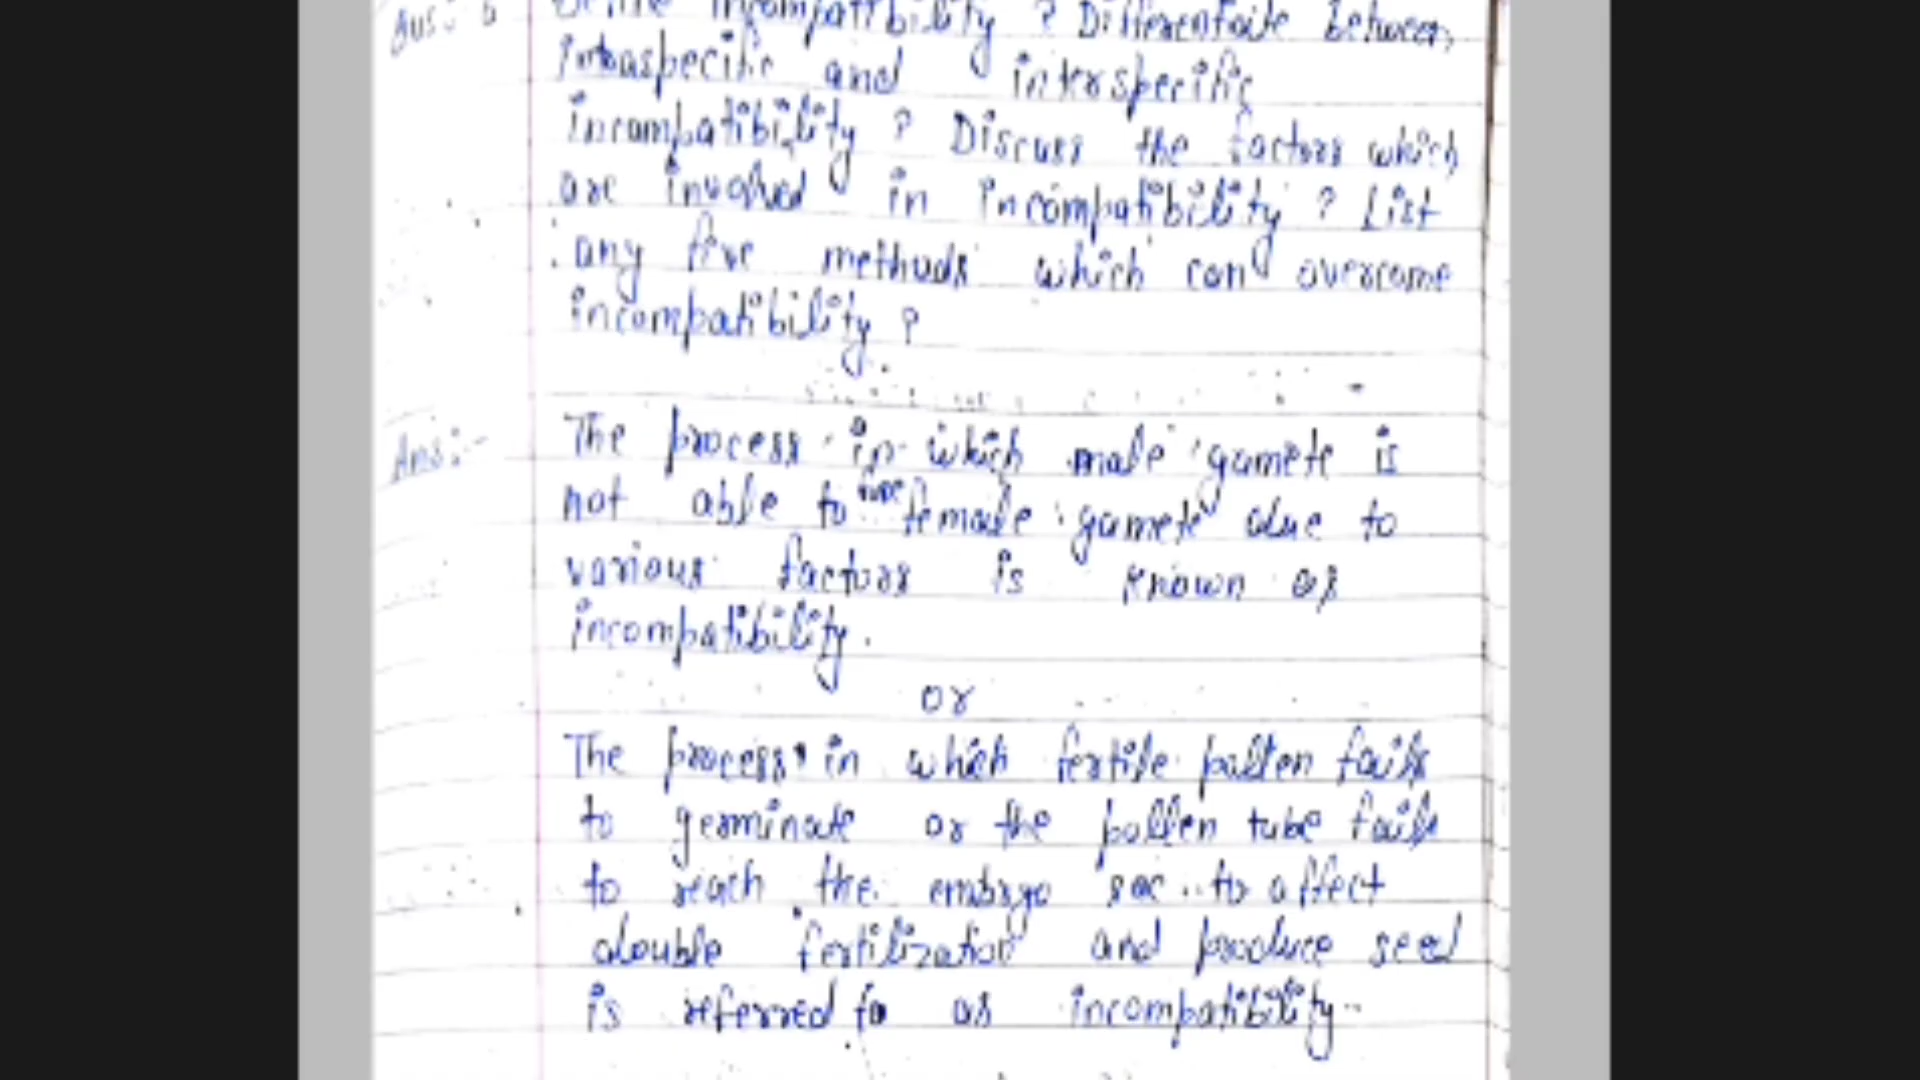 Ques:- 5 Define incompatibility ? Differentiate between
intraspecific and interspecific
incompatibility ? Discuss the factors which
are involved in incompatibility ? List
any five methods which can overcome
incompatibility ?
Ans:- The process in which male gamete is
not able to fuse female gamete due to
various factors is known as
incompatibility.
or
The process in which fertile pollen fails
to germinate or the pollen tube fails
to reach the embryo sac to affect
double fertilization and produce seed
is referred to as incompatibility.